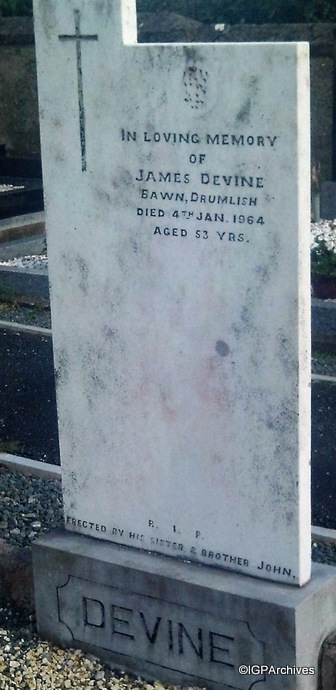 IN LOVING MEMORY
OF
JAMES DEVINE
BAWN, DRUMLISH
DIED 4TH JAN. 1964
AGED 53 YRS.
R. I. P.
ERECTED BY HIS SISTER & BROTHER JOHN.
DEVINE
©IGPArchives